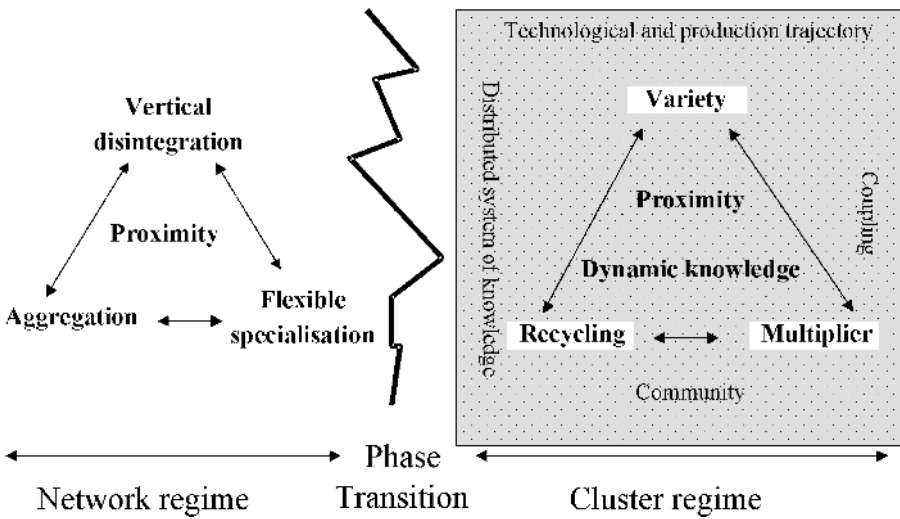 Vertical
disintegration
Proximity
Aggregation
Flexible
specialisation
Network regime
Phase
Transition
Technological and production trajectory
Distributed system of knowledge
Variety
Proximity
Coupling
Dynamic knowledge
Recycling
Multiplier
Community
Cluster regime